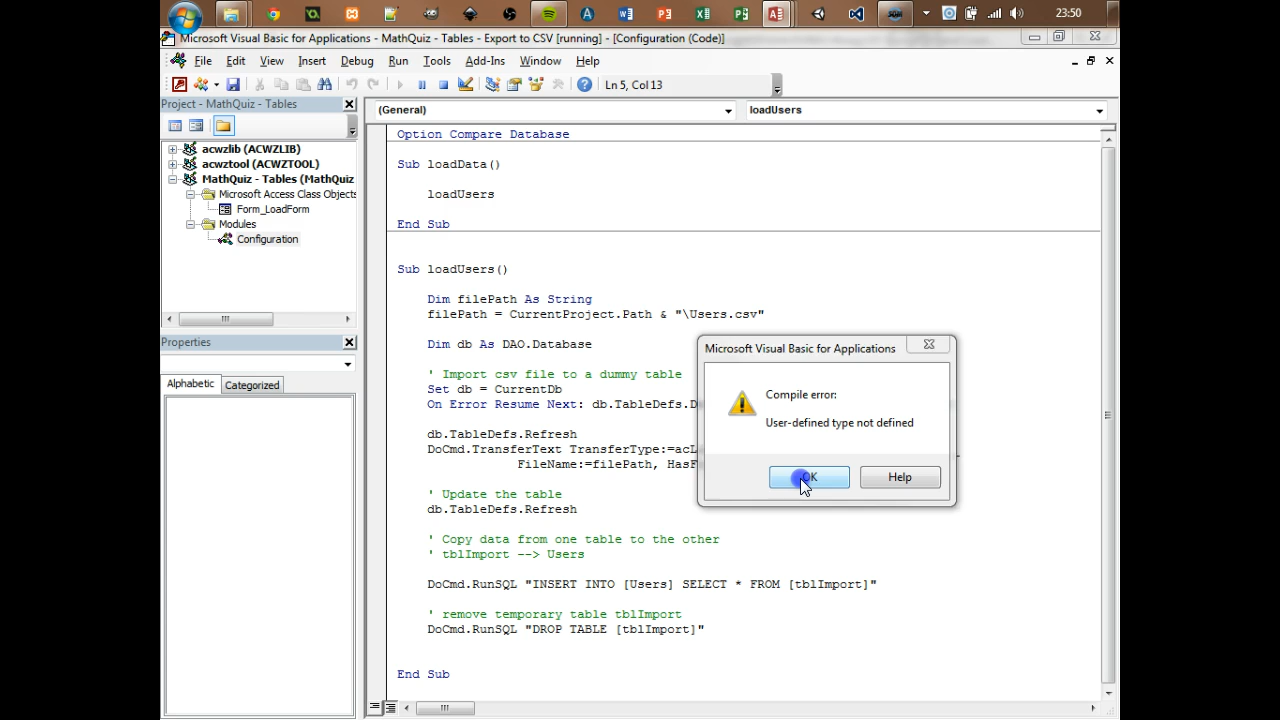 23:50
Microsoft Visual Basic for Applications - MathQuiz - Tables - Export to CSV [running] - [Configuration (Code)]
File Edit View Insert Debug Run Tools Add-Ins Window Help
Ln 5, Col 13
Project - MathQuiz - Tables
(General) loadUsers
acwzlib (ACWZLIB)
acwztool (ACWZTOOL)
MathQuiz - Tables (MathQuiz
Microsoft Access Class Objects
Form_LoadForm
Modules
Configuration
Properties
Alphabetic Categorized
Option Compare Database
Sub loadData()
loadUsers
End Sub
Sub loadUsers()
Dim filePath As String
filePath = CurrentProject.Path & "\Users.csv"
Dim db As DAO.Database
' Import csv file to a dummy table
Set db = CurrentDb
On Error Resume Next: db.TableDefs.D
db.TableDefs.Refresh
DoCmd.TransferText TransferType:=acL
FileName:=filePath, HasF
' Update the table
db.TableDefs.Refresh
' Copy data from one table to the other
' tblImport --> Users
DoCmd.RunSQL "INSERT INTO [Users] SELECT * FROM [tblImport]"
' remove temporary table tblImport
DoCmd.RunSQL "DROP TABLE [tblImport]"
End Sub
Microsoft Visual Basic for Applications
Compile error:
User-defined type not defined
OK Help